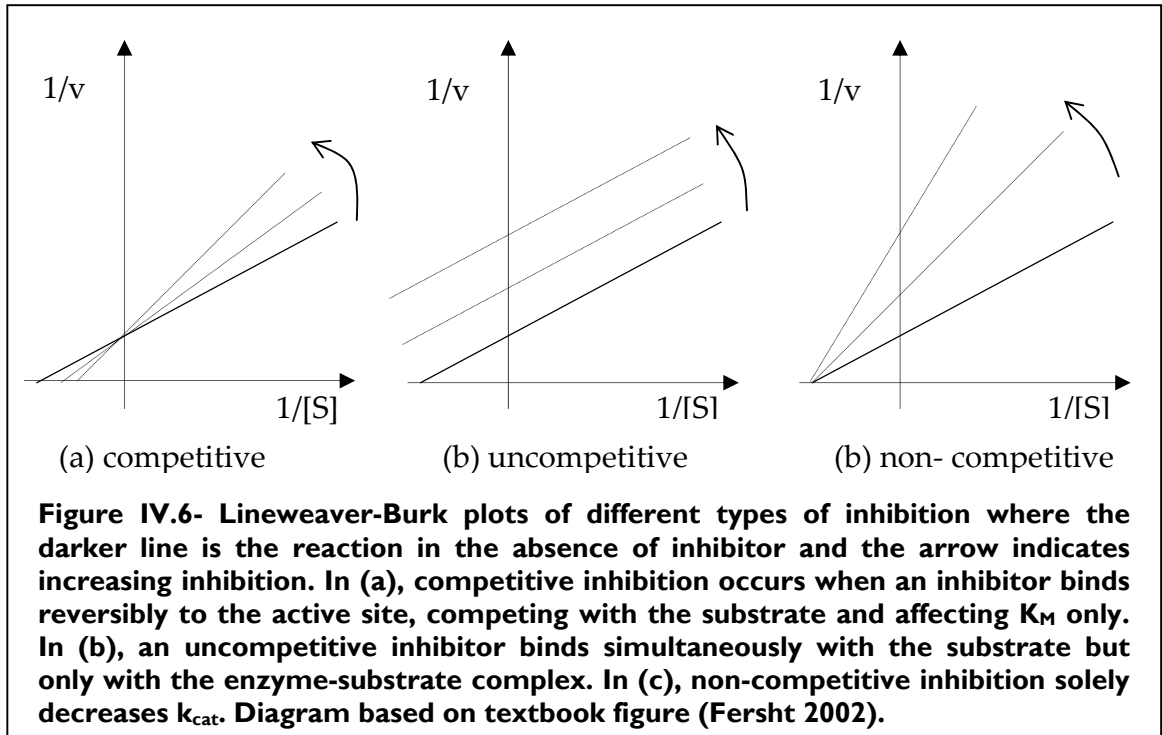 1/v 1/v 1/v
1/[S] 1/[S] 1/[S]
(a) competitive (b) uncompetitive (b) non- competitive
Figure IV.6- Lineweaver-Burk plots of different types of inhibition where the
darker line is the reaction in the absence of inhibitor and the arrow indicates
increasing inhibition. In (a), competitive inhibition occurs when an inhibitor binds
reversibly to the active site, competing with the substrate and affecting KM only.
In (b), an uncompetitive inhibitor binds simultaneously with the substrate but
only with the enzyme-substrate complex. In (c), non-competitive inhibition solely
decreases kcat. Diagram based on textbook figure (Fersht 2002).